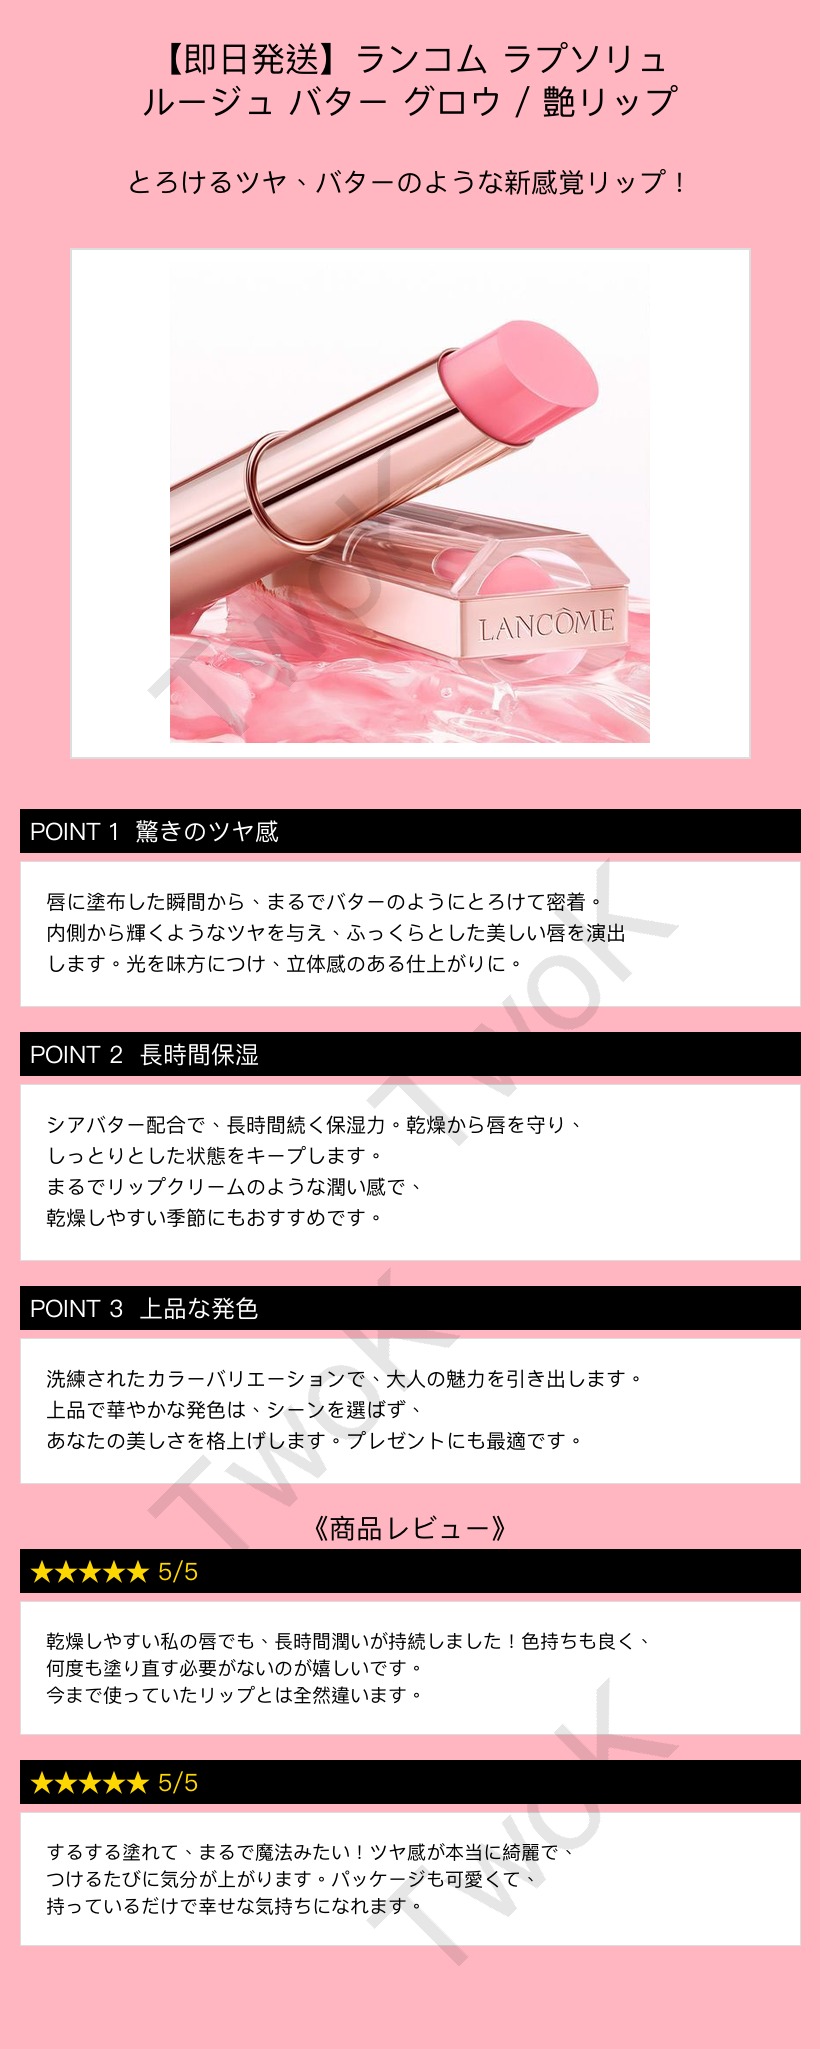 【即日発送】ランコム ラプソリュ
ルージュ バター グロウ / 艶リップ
とろけるツヤ、バターのような新感覚リップ！
LANCÔME
POINT 1 驚きのツヤ感
唇に塗布した瞬間から、まるでバターのようにとろけて密着。
内側から輝くようなツヤを与え、ふっくらとした美しい唇を演出
します。光を味方につけ、立体感のある仕上がりに。
POINT 2 長時間保湿
シアバター配合で、長時間続く保湿力。乾燥から唇を守り、
しっとりとした状態をキープします。
まるでリップクリームのような潤い感で、
乾燥しやすい季節にもおすすめです。
POINT 3 上品な発色
洗練されたカラーバリエーションで、大人の魅力を引き出します。
上品で華やかな発色は、シーンを選ばず、
あなたの美しさを格上げします。プレゼントにも最適です。
《商品レビュー》
★★★★★ 5/5
乾燥しやすい私の唇でも、長時間潤いが持続しました！色持ちも良く、
何度も塗り直す必要がないのが嬉しいです。
今まで使っていたリップとは全然違います。
★★★★★ 5/5
するする塗れて、まるで魔法みたい！ツヤ感が本当に綺麗で、
つけるたびに気分が上がります。パッケージも可愛くて、
持っているだけで幸せな気持ちになれます。
TwoK
TwoK
TwoK
TwoK